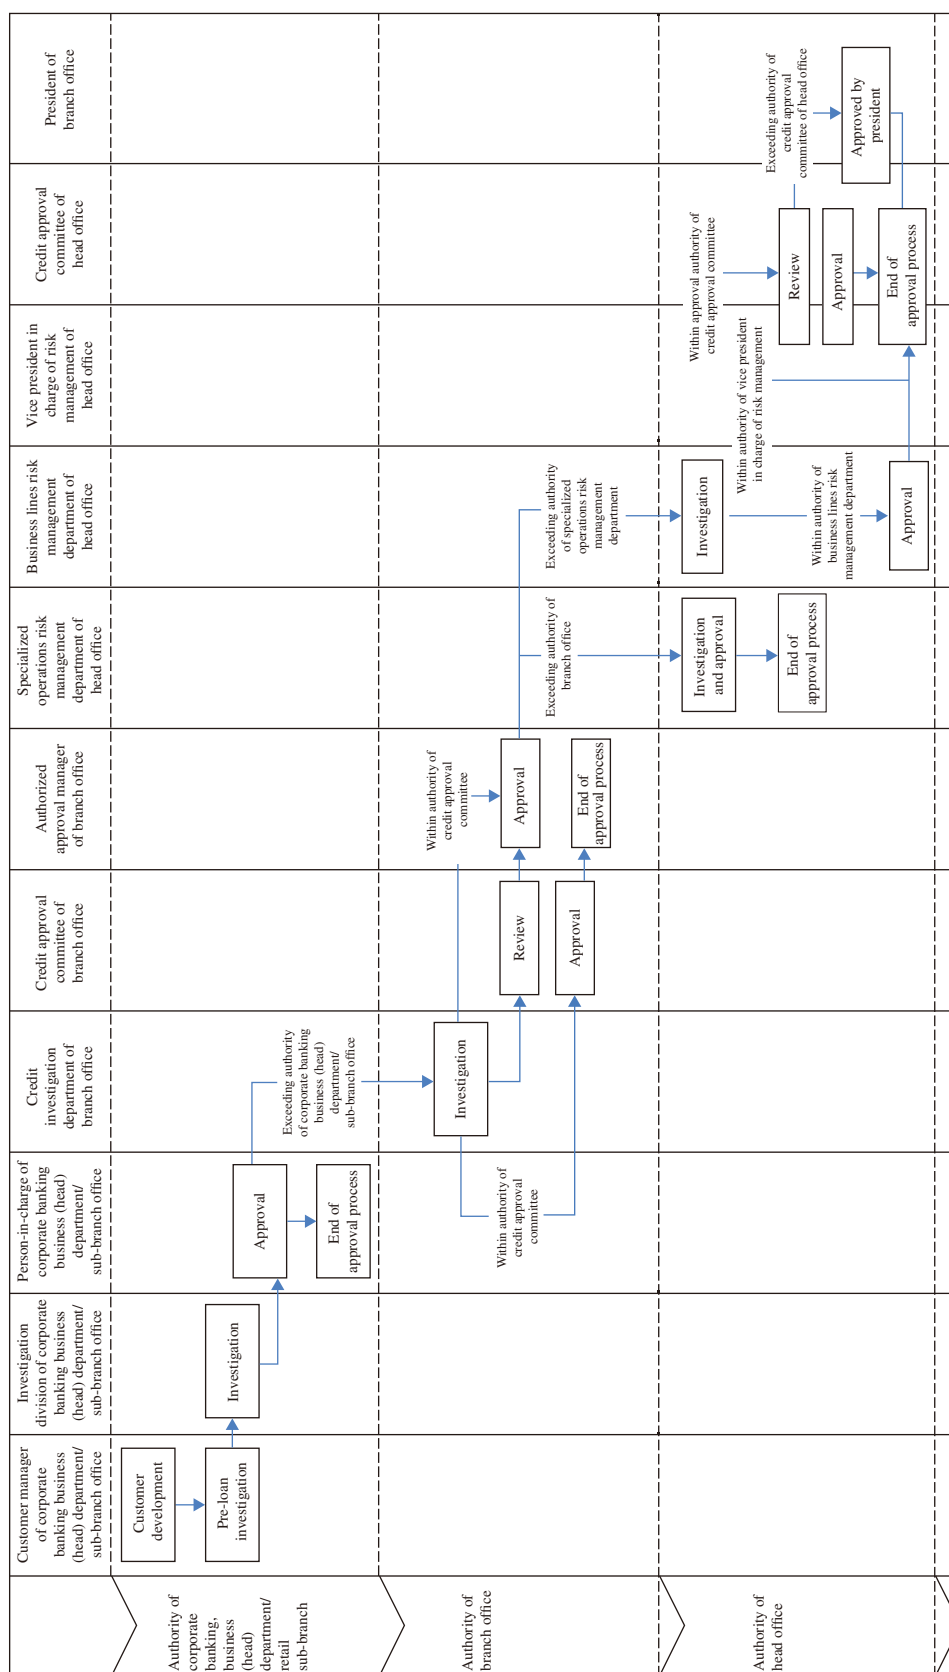 Customer manager
of corporate
banking business
(head) department/
sub-branch office
Investigation
division of corporate
banking business
(head) department/
sub-branch office
Person-in-charge of
corporate banking
business (head)
department/
sub-branch office
Credit
investigation
department of
branch office
Credit approval
committee of
branch office
Authorized
approval manager
of branch office
Specialized
operations risk
management
department of
head office
Business lines risk
management
department of
head office
Vice president in
charge of risk
management of
head office
Credit approval
committee of
head office
President of
branch office
Authority of
corporate
banking,
business
(head)
department/
retail
sub-branch
Customer
development
Pre-loan
investigation
Investigation
Approval
End of
approval process
Exceeding authority
of corporate banking
business (head)
department/
sub-branch office
Authority of
branch office
Investigation
Within authority of
credit approval
committee
Within authority of
credit approval
committee
Review
Approval
Approval
End of
approval process
Exceeding authority of
branch office
Exceeding authority
of specialized
operations risk
management
department
Authority of
head office
Investigation
and approval
End of
approval process
Investigation
Within authority of
business lines risk
management department
Approval
Within authority of vice president
in charge of risk management
Within approval authority of
credit approval committee
Review
Approval
End of
approval process
Exceeding authority of
credit approval
committee of head office
Approved by
president